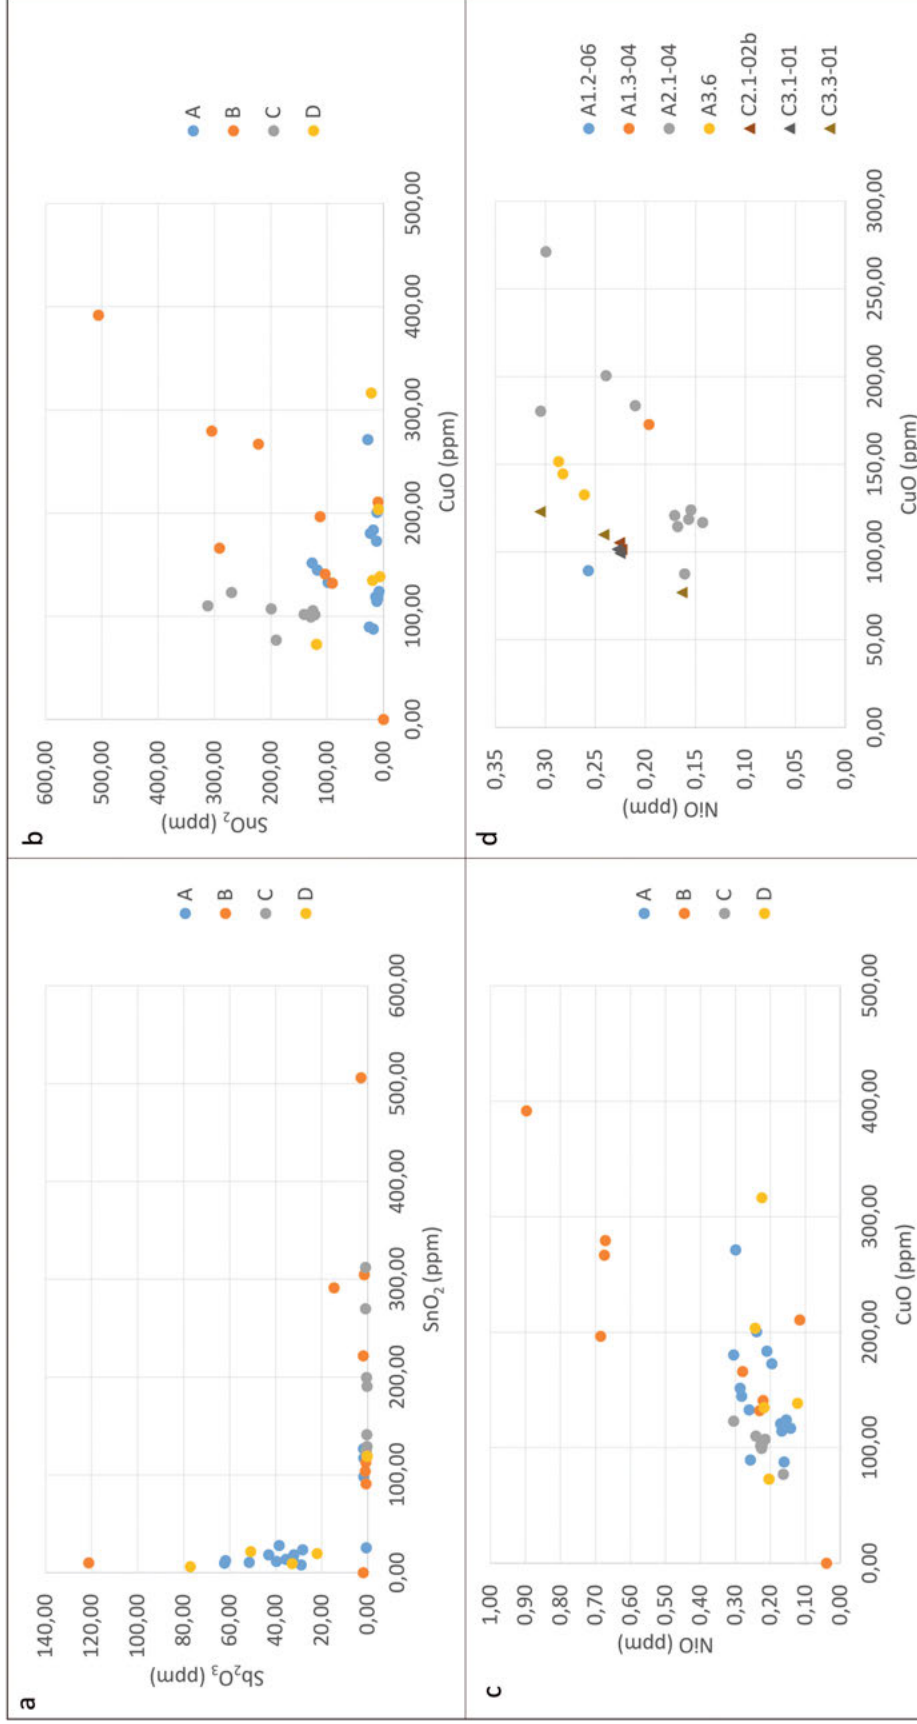 a
140,00
120,00
100,00
80,00
60,00
40,00
20,00
0,00
Sb₂O₃ (ppm)
0,00 100,00 200,00 300,00 400,00 500,00 600,00
SnO₂ (ppm)
A
B
C
D
b
600,00
500,00
400,00
300,00
200,00
100,00
0,00
SnO₂ (ppm)
0,00 100,00 200,00 300,00 400,00 500,00
CuO (ppm)
A
B
C
D
c
1,00
0,90
0,80
0,70
0,60
0,50
0,40
0,30
0,20
0,10
0,00
NiO (ppm)
0,00 100,00 200,00 300,00 400,00 500,00
CuO (ppm)
A
B
C
D
d
0,35
0,30
0,25
0,20
0,15
0,10
0,05
0,00
NiO (ppm)
0,00 50,00 100,00 150,00 200,00 250,00 300,00
CuO (ppm)
A1.2-06
A1.3-04
A2.1-04
A3.6
C2.1-02b
C3.1-01
C3.3-01